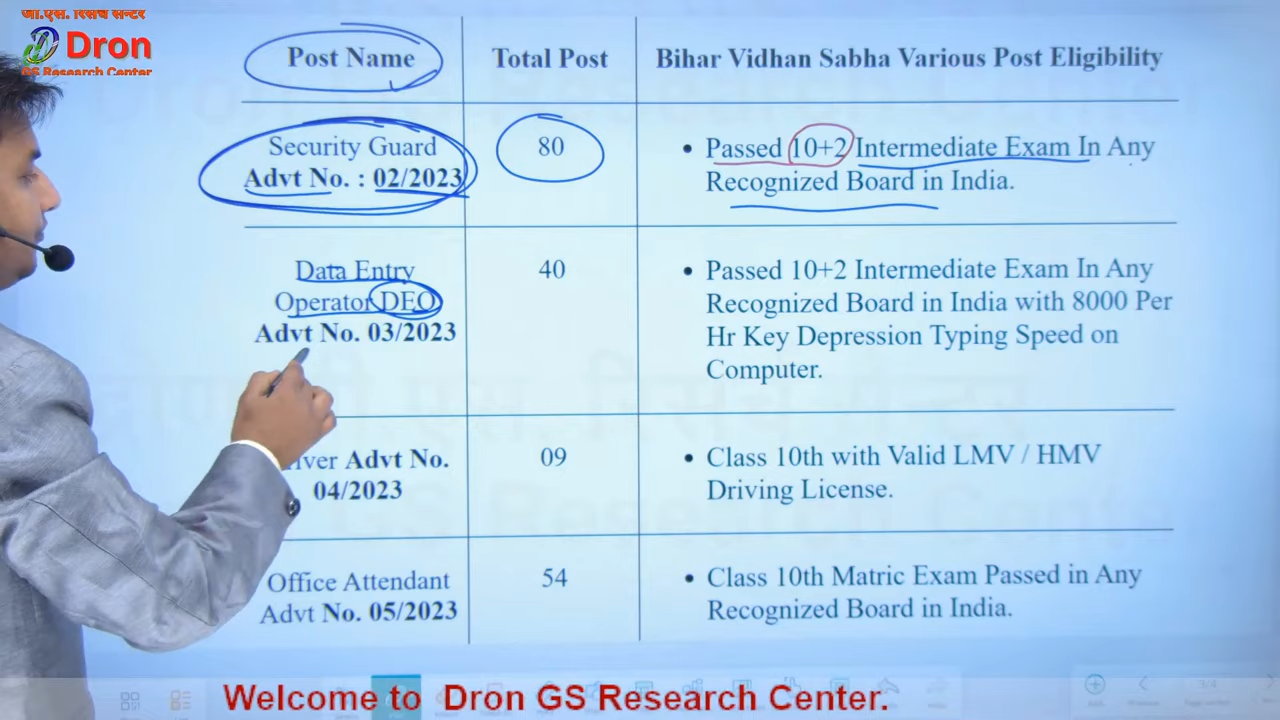 जी.एस. रिसर्च सेन्टर
Dron
GS Research Center
Post Name
Total Post
Bihar Vidhan Sabha Various Post Eligibility
Security Guard
Advt No. : 02/2023
80
• Passed 10+2 Intermediate Exam In Any
Recognized Board in India.
Data Entry
Operator DEO
Advt No. 03/2023
40
• Passed 10+2 Intermediate Exam In Any
Recognized Board in India with 8000 Per
Hr Key Depression Typing Speed on
Computer.
Advt No.
04/2023
09
• Class 10th with Valid LMV / HMV
Driving License.
Office Attendant
Advt No. 05/2023
54
• Class 10th Matric Exam Passed in Any
Recognized Board in India.
3/4
Welcome to Dron GS Research Center.